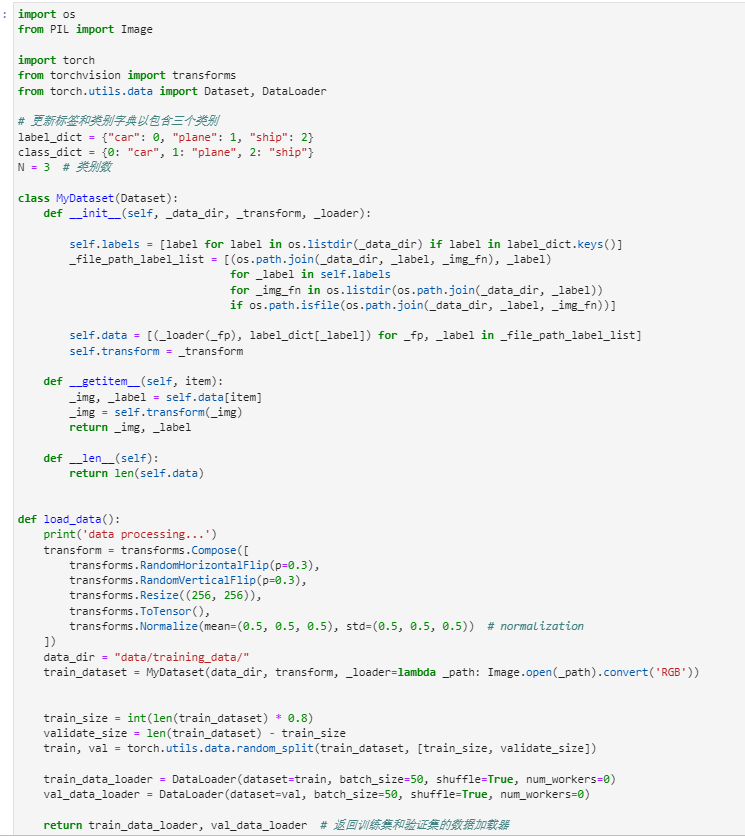 :
import os
from PIL import Image
import torch
from torchvision import transforms
from torch.utils.data import Dataset, DataLoader
# 更新标签和类别字典以包含三个类别
label_dict = {"car": 0, "plane": 1, "ship": 2}
class_dict = {0: "car", 1: "plane", 2: "ship"}
N = 3  # 类别数
class MyDataset(Dataset):
    def __init__(self, _data_dir, _transform, _loader):
        self.labels = [label for label in os.listdir(_data_dir) if label in label_dict.keys()]
        _file_path_label_list = [(os.path.join(_data_dir, _label, _img_fn), _label)
                                 for _label in self.labels
                                 for _img_fn in os.listdir(os.path.join(_data_dir, _label))
                                 if os.path.isfile(os.path.join(_data_dir, _label, _img_fn))]
        self.data = [(_loader(_fp), label_dict[_label]) for _fp, _label in _file_path_label_list]
        self.transform = _transform
    def __getitem__(self, item):
        _img, _label = self.data[item]
        _img = self.transform(_img)
        return _img, _label
    def __len__(self):
        return len(self.data)
def load_data():
    print('data processing...')
    transform = transforms.Compose([
        transforms.RandomHorizontalFlip(p=0.3),
        transforms.RandomVerticalFlip(p=0.3),
        transforms.Resize((256, 256)),
        transforms.ToTensor(),
        transforms.Normalize(mean=(0.5, 0.5, 0.5), std=(0.5, 0.5, 0.5))  # normalization
    ])
    data_dir = "data/training_data/"
    train_dataset = MyDataset(data_dir, transform, _loader=lambda _path: Image.open(_path).convert('RGB'))
    train_size = int(len(train_dataset) * 0.8)
    validate_size = len(train_dataset) - train_size
    train, val = torch.utils.data.random_split(train_dataset, [train_size, validate_size])
    train_data_loader = DataLoader(dataset=train, batch_size=50, shuffle=True, num_workers=0)
    val_data_loader = DataLoader(dataset=val, batch_size=50, shuffle=True, num_workers=0)
    return train_data_loader, val_data_loader  # 返回训练集和验证集的数据加载器